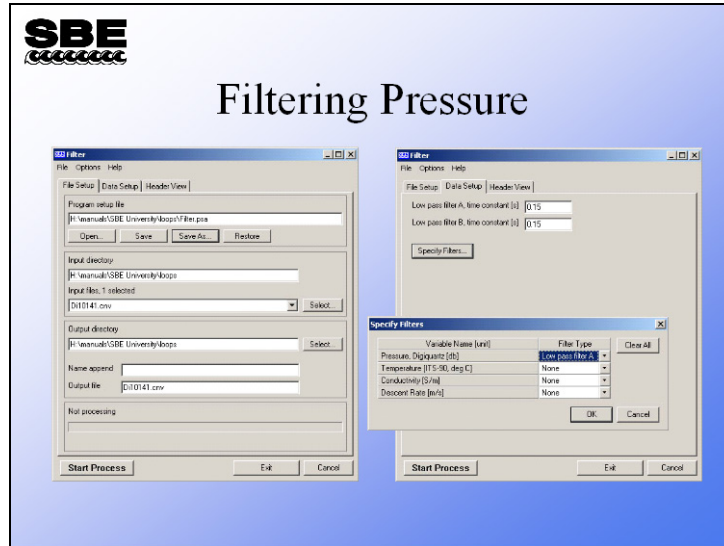 SBE
Filtering Pressure
Filter
File Options Help
File Setup Data Setup Header View
Program setup file
H:\manuals\SBE University\loops\Filter.psa
Open... Save Save As... Restore
Input directory
H:\manuals\SBE University\loops
Input files, 1 selected
Di10141.cnv Select...
Output directory
H:\manuals\SBE University\loops Select...
Name append
Output file Di10141.cnv
Not processing
Start Process Exit Cancel
Filter
File Options Help
File Setup Data Setup Header View
Low pass filter A, time constant [s] 0.15
Low pass filter B, time constant [s] 0.15
Specify Filters...
Specify Filters
Variable Name [unit] Filter Type Clear All
Pressure, Digiquartz [db] Low pass filter A
Temperature [ITS-90, deg C] None
Conductivity [S/m] None
Descent Rate [m/s] None
OK Cancel
Start Process Exit Cancel